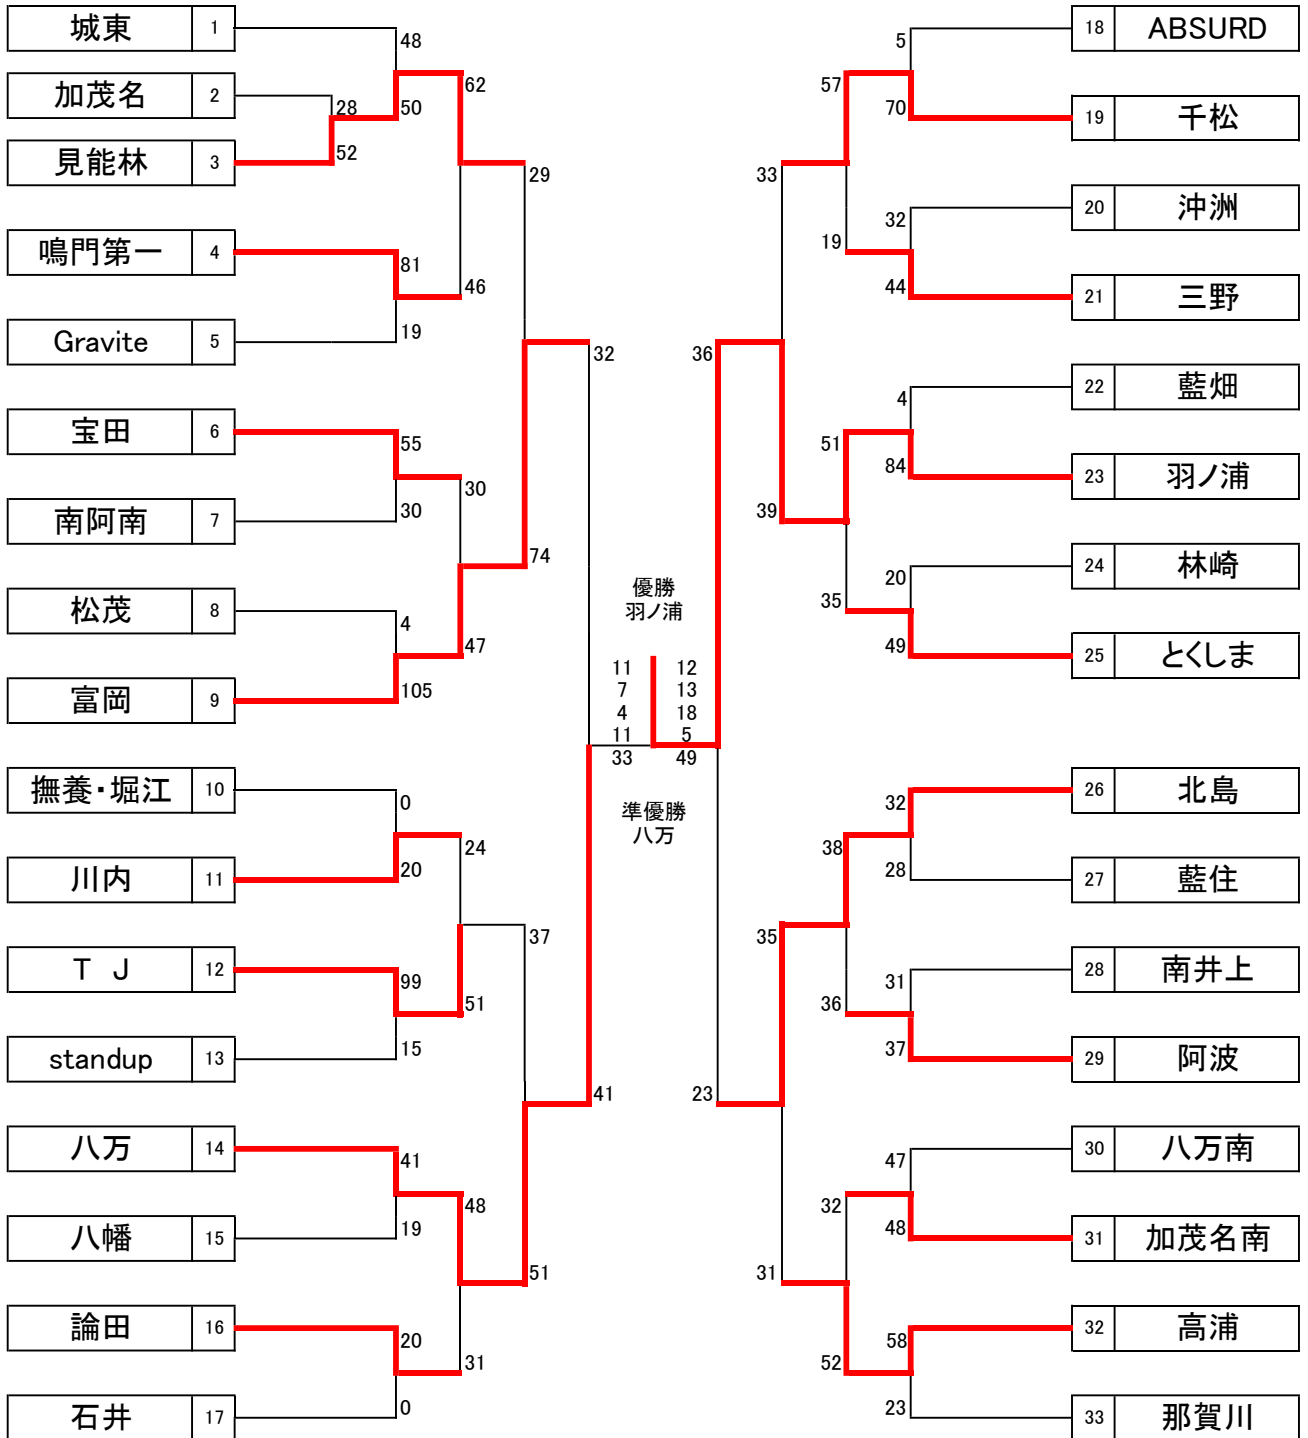 城東 1
48
加茂名 2
28
62
50
見能林 3
52
29
鳴門第一 4
81
46
Gravite 5
19
32
宝田 6
55
30
南阿南 7
30
74
松茂 8
4
47
富岡 9
105
撫養・堀江 10
0
24
川内 11
20
37
T J 12
99
51
standup 13
15
41
八万 14
41
48
八幡 15
19
51
論田 16
20
31
石井 17
0
優勝
羽ノ浦
11 12
7 13
4 18
11 5
33 49
準優勝
八万
18 ABSURD
5
57
70
19 千松
33
20 沖洲
32
19
44
21 三野
36
22 藍畑
4
51
84
23 羽ノ浦
39
24 林崎
20
35
49
25 とくしま
26 北島
32
38
28
27 藍住
35
28 南井上
31
36
37
29 阿波
23
30 八万南
47
32
48
31 加茂名南
31
32 高浦
58
52
23
33 那賀川